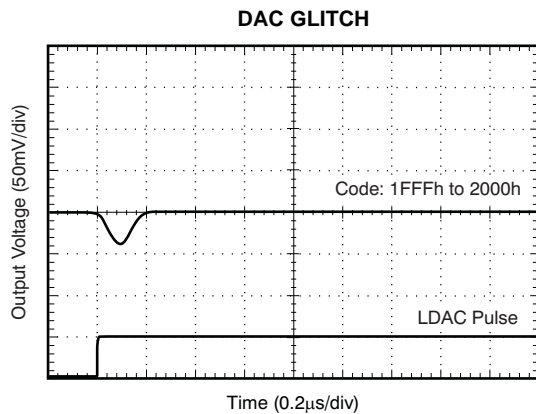 DAC GLITCH
Output Voltage (50mV/div)
Code: 1FFFh to 2000h
LDAC Pulse
Time (0.2µs/div)